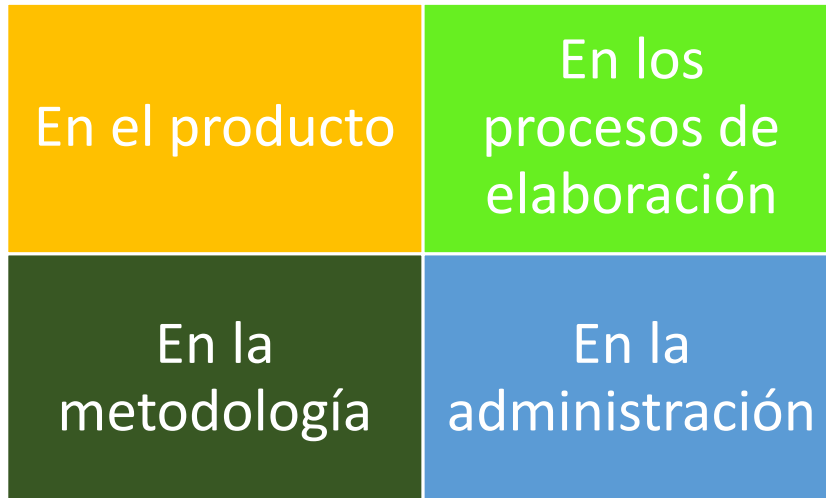 En el producto
En los
procesos de
elaboración
En la
metodología
En la
administración